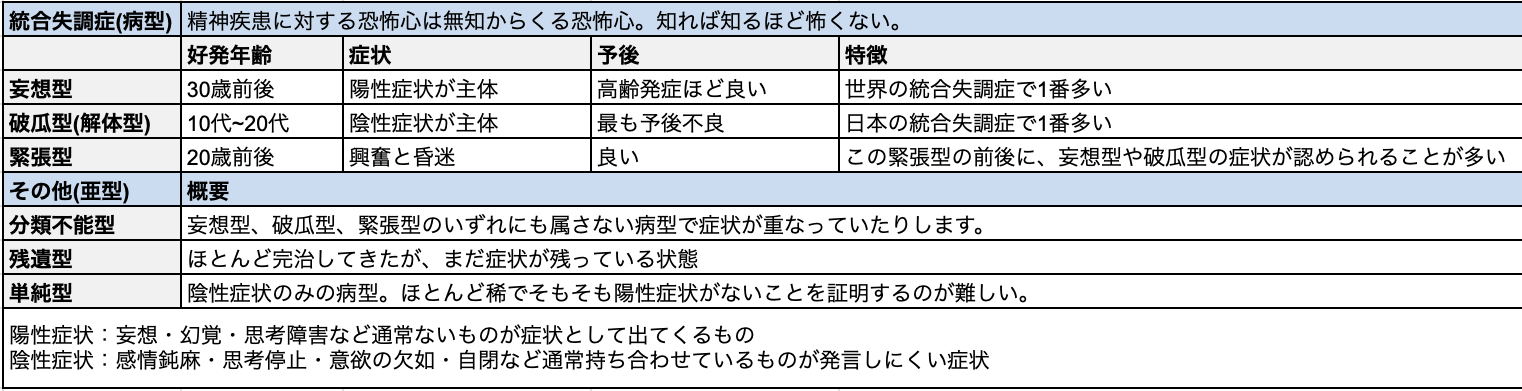 統合失調症(病型) 精神疾患に対する恐怖心は無知からくる恐怖心。知れば知るほど怖くない。
好発年齢 症状 予後 特徴
妄想型 30歳前後 陽性症状が主体 高齢発症ほど良い 世界の統合失調症で1番多い
破瓜型(解体型) 10代~20代 陰性症状が主体 最も予後不良 日本の統合失調症で1番多い
緊張型 20歳前後 興奮と昏迷 良い この緊張型の前後に、妄想型や破瓜型の症状が認められることが多い
その他(亜型) 概要
分類不能型 妄想型、破瓜型、緊張型のいずれにも属さない病型で症状が重なっていたりします。
残遺型 ほとんど完治してきたが、まだ症状が残っている状態
単純型 陰性症状のみの病型。ほとんど稀でそもそも陽性症状がないことを証明するのが難しい。
陽性症状：妄想・幻覚・思考障害など通常ないものが症状として出てくるもの
陰性症状：感情鈍麻・思考停止・意欲の欠如・自閉など通常持ち合わせているものが発言しにくい症状